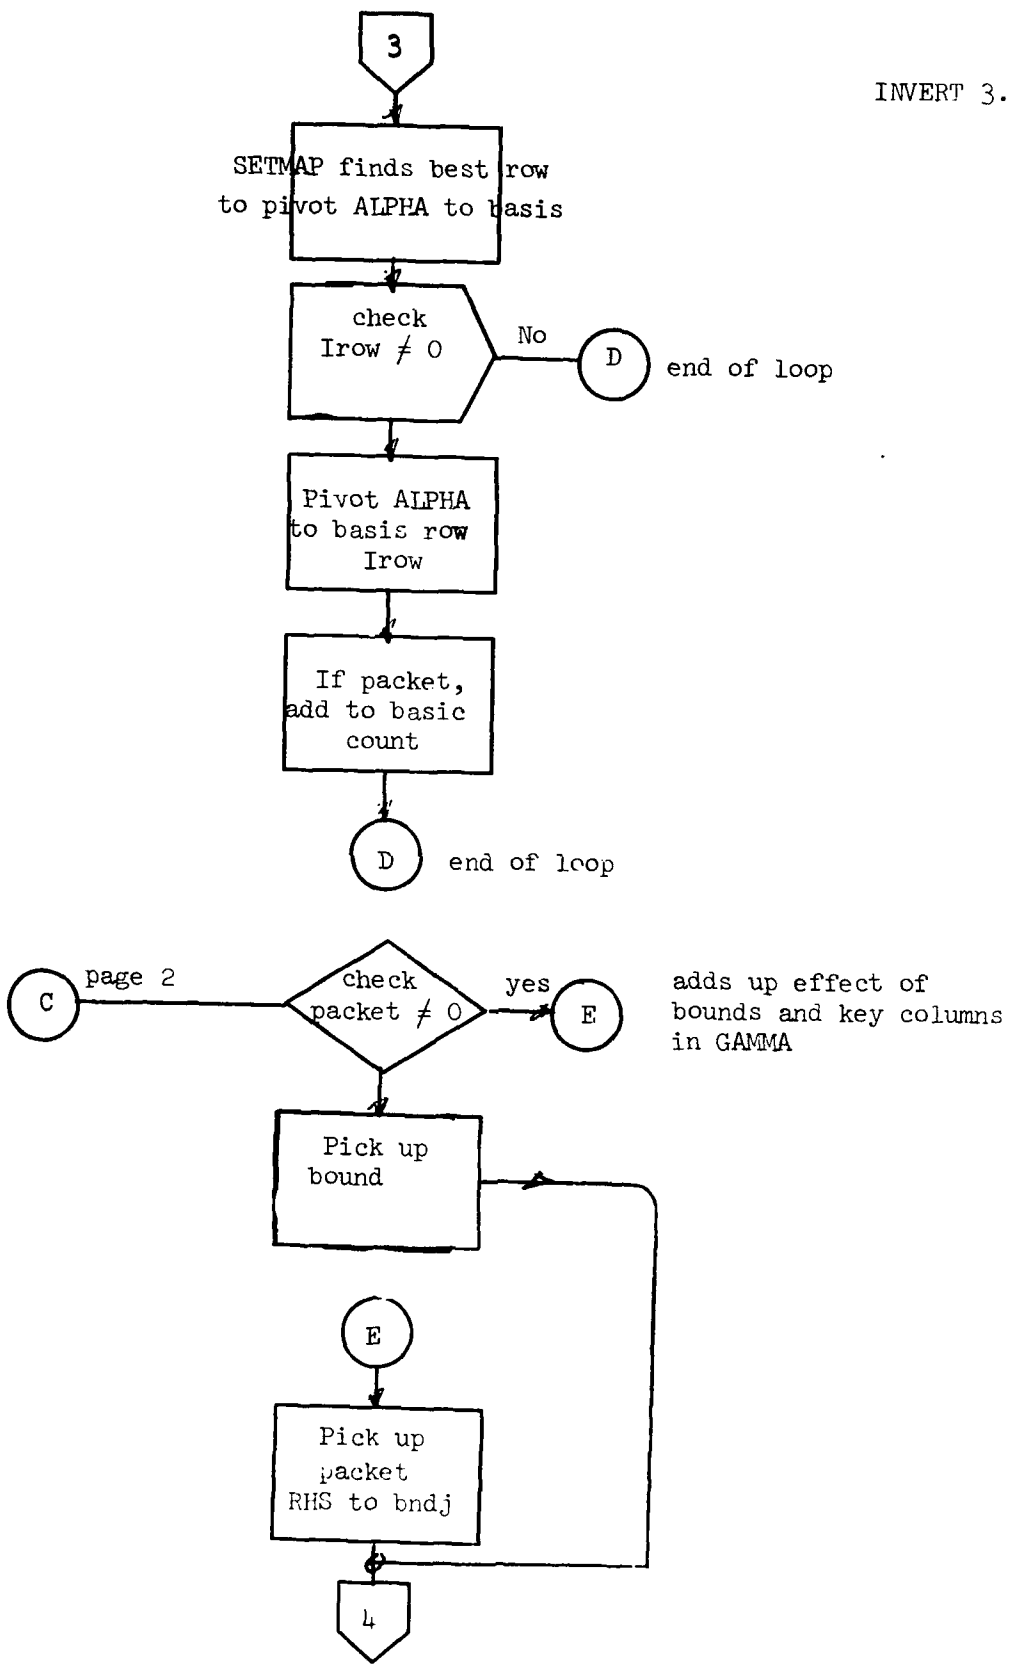 3
INVERT 3.
SETMAP finds best row
to pivot ALPHA to basis
check
Irow ≠ 0
No
D
end of loop
Pivot ALPHA
to basis row
Irow
If packet,
add to basic
count
D
end of loop
C
page 2
check
packet ≠ 0
yes
E
adds up effect of
bounds and key columns
in GAMMA
Pick up
bound
E
Pick up
packet
RHS to bndj
4